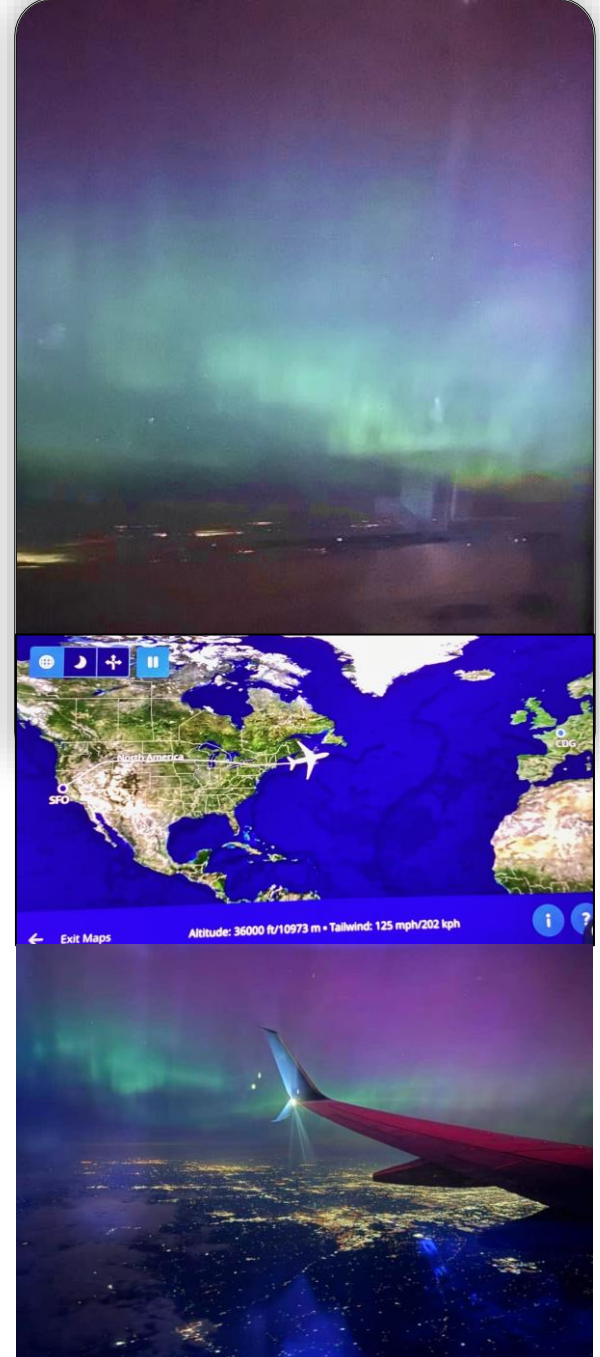 North America
SFO
CDG
Altitude: 36000 ft/10973 m • Tailwind: 125 mph/202 kph
i
?
Exit Maps